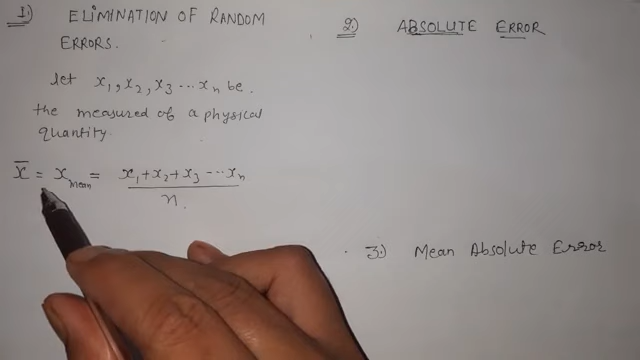 1.) ELIMINATION OF RANDOM
ERRORS.
let x₁, x₂, x₃ ... xₙ be.
the measured of a physical
quantity.
x̄ = x_mean = x₁+x₂+x₃ ... xₙ / n.
2.) ABSOLUTE ERROR
3.) Mean Absolute Error